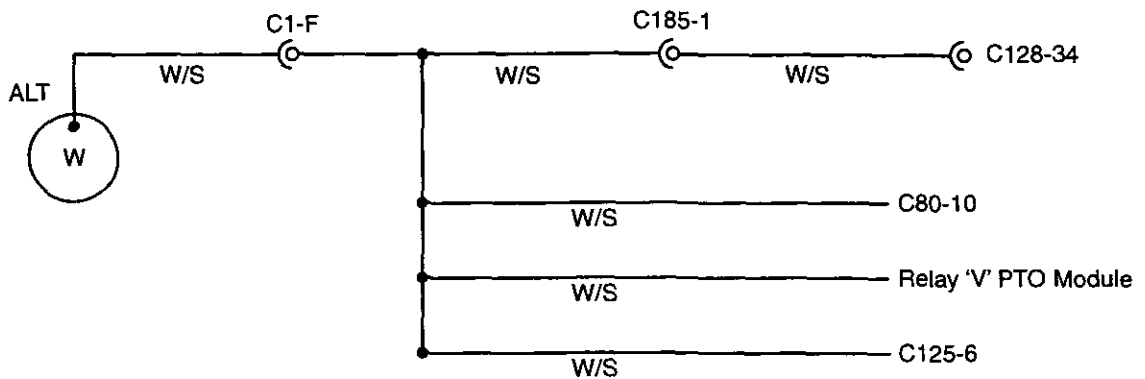 C1-F
C185-1
W/S
W/S
W/S
C128-34
ALT
W
W/S
C80-10
W/S
Relay 'V' PTO Module
W/S
C125-6